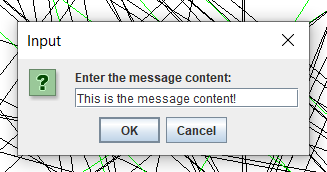 Input
Enter the message content:
This is the message content!
OK Cancel